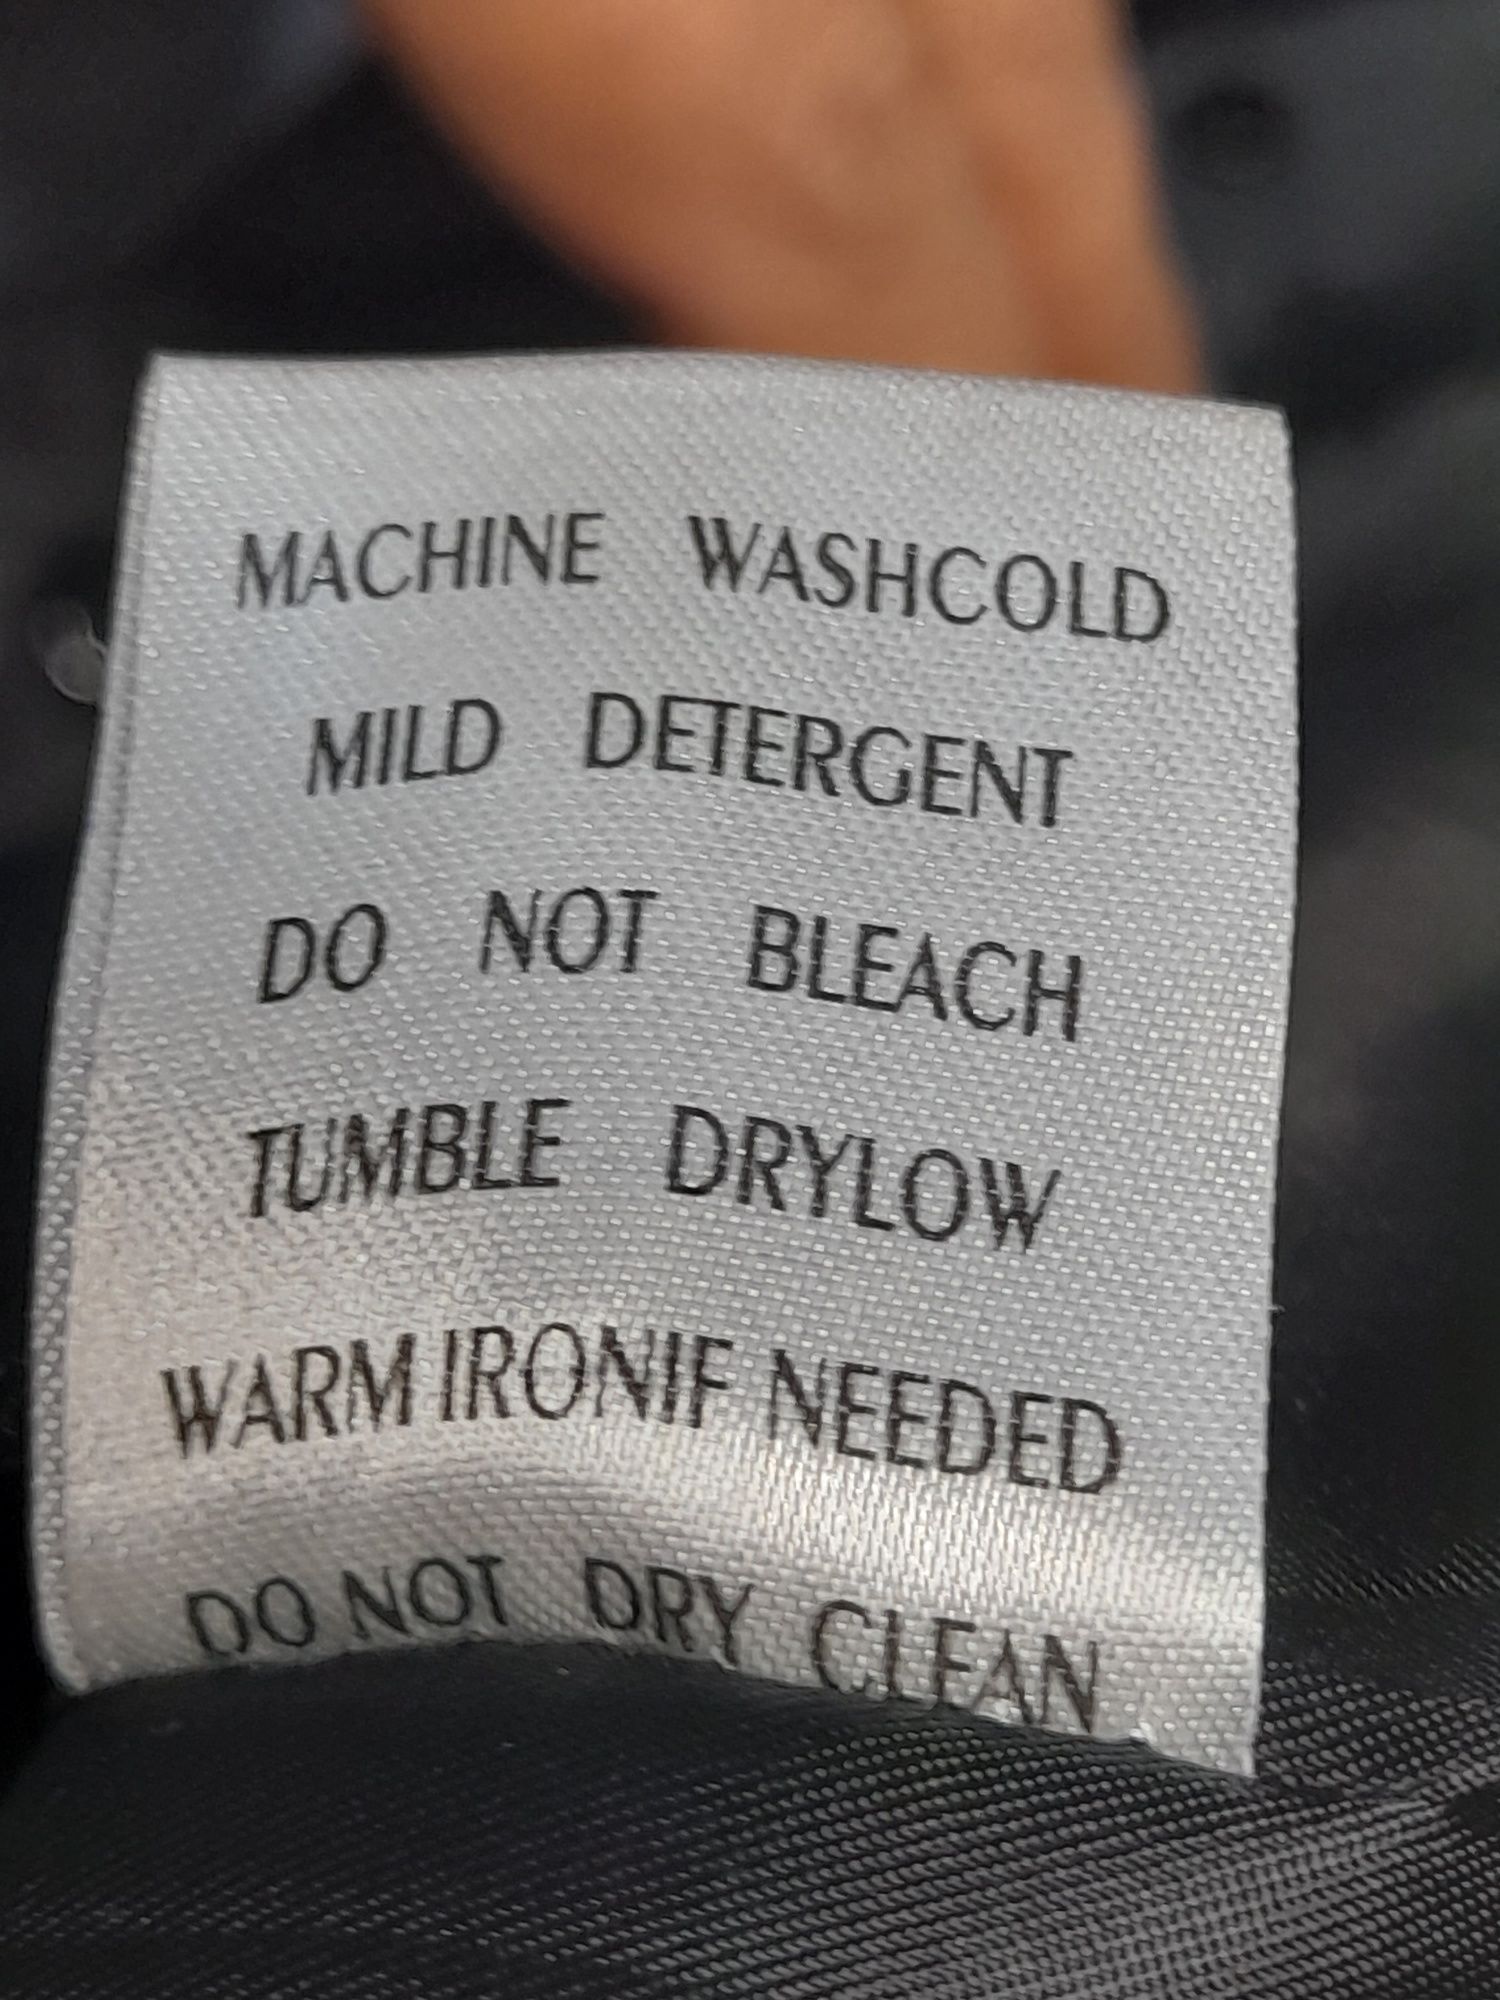 MACHINE WASHCOLD
MILD DETERGENT
DO NOT BLEACH
TUMBLE DRYLOW
WARM IRONIF NEEDED
DO NOT DRY CLEAN